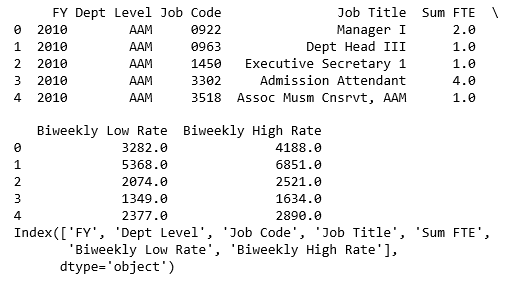 FY Dept Level Job Code Job Title Sum FTE \
0 2010 AAM 0922 Manager I 2.0
1 2010 AAM 0963 Dept Head III 1.0
2 2010 AAM 1450 Executive Secretary 1 1.0
3 2010 AAM 3302 Admission Attendant 4.0
4 2010 AAM 3518 Assoc Musm Cnsrvt, AAM 1.0
Biweekly Low Rate Biweekly High Rate
0 3282.0 4188.0
1 5368.0 6851.0
2 2074.0 2521.0
3 1349.0 1634.0
4 2377.0 2890.0
Index(['FY', 'Dept Level', 'Job Code', 'Job Title', 'Sum FTE',
'Biweekly Low Rate', 'Biweekly High Rate'],
dtype='object')